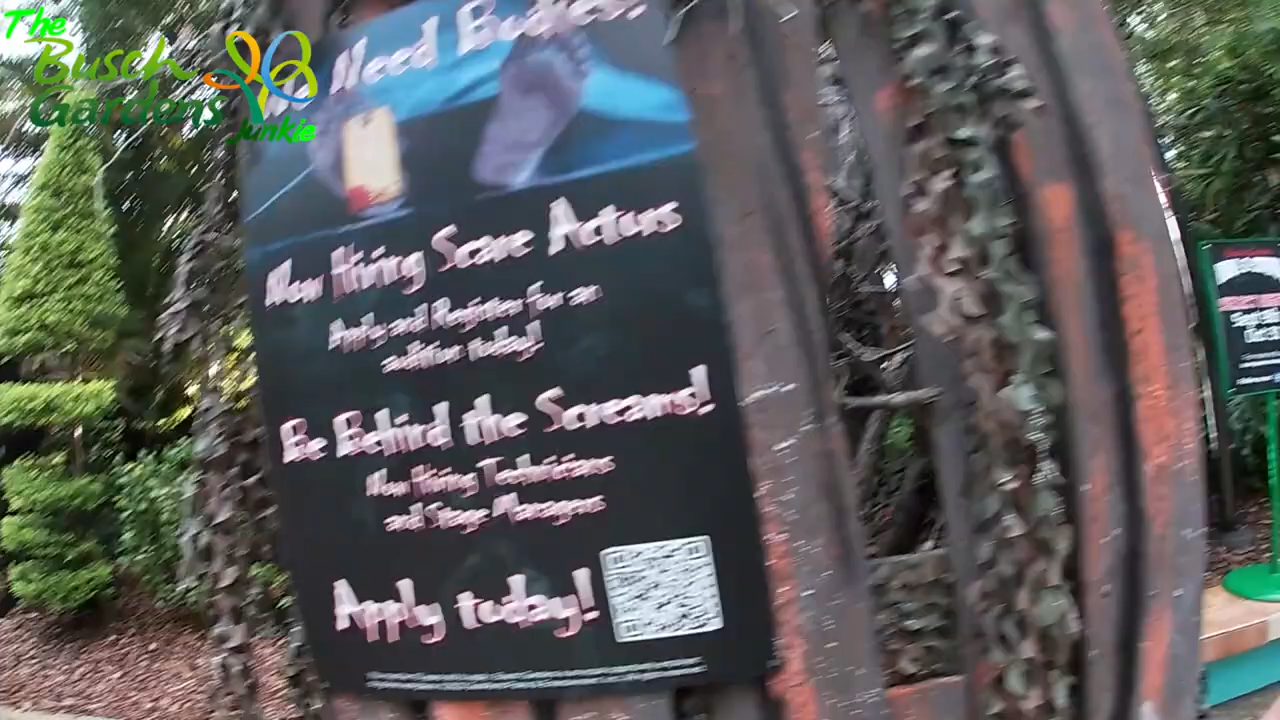 The
Busch
Gardens
Junkie
Need Bodies!
Now Hiring Scare Actors
Apply and Register for an
audition today!
Be Behind the Screams!
Now Hiring Technicians
and Stage Managers
Apply today!